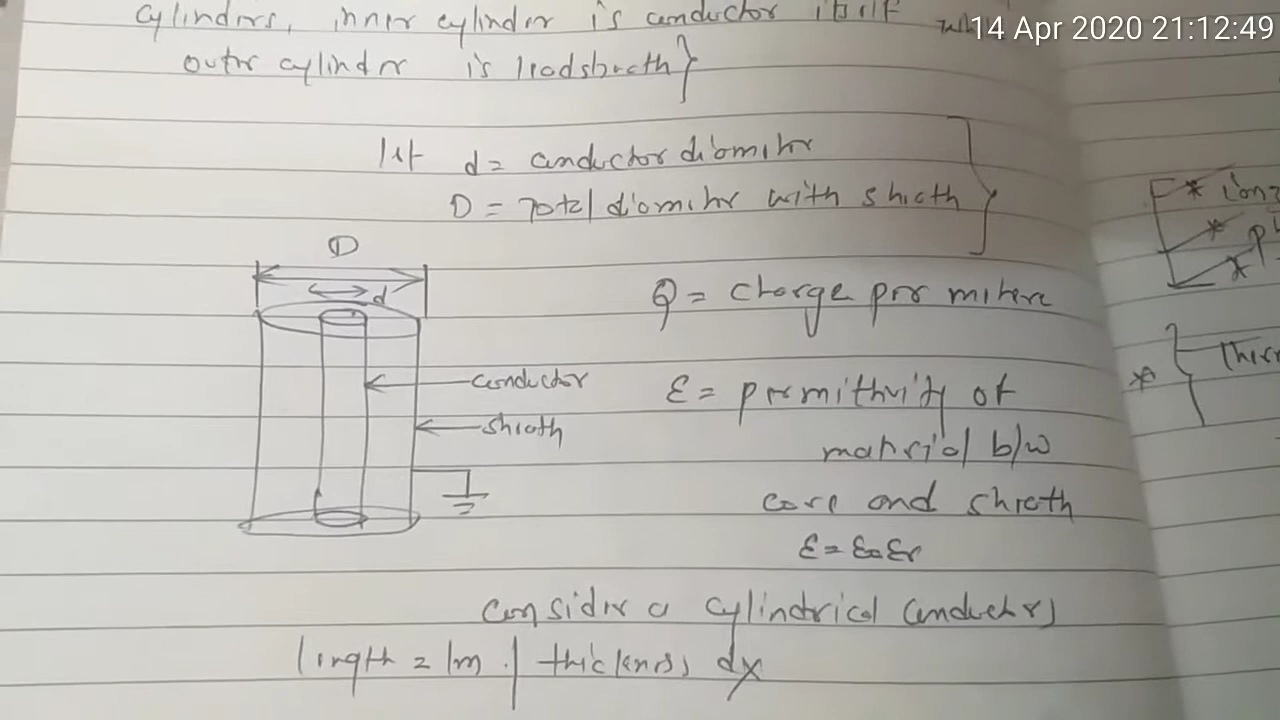 cylinders, inner cylinder is conductor itself
14 Apr 2020 21:12:49
outer cylinder is leadsheath}
let d = conductor diameter
D = Total diameter with sheath
D
d
Q = charge per metere
conductor
ε = permittivity of
sheath
material b/w
core and sheath
ε = ε₀εr
consider a cylindrical conductor
length = 1m . thickness dx
*
*
*
*